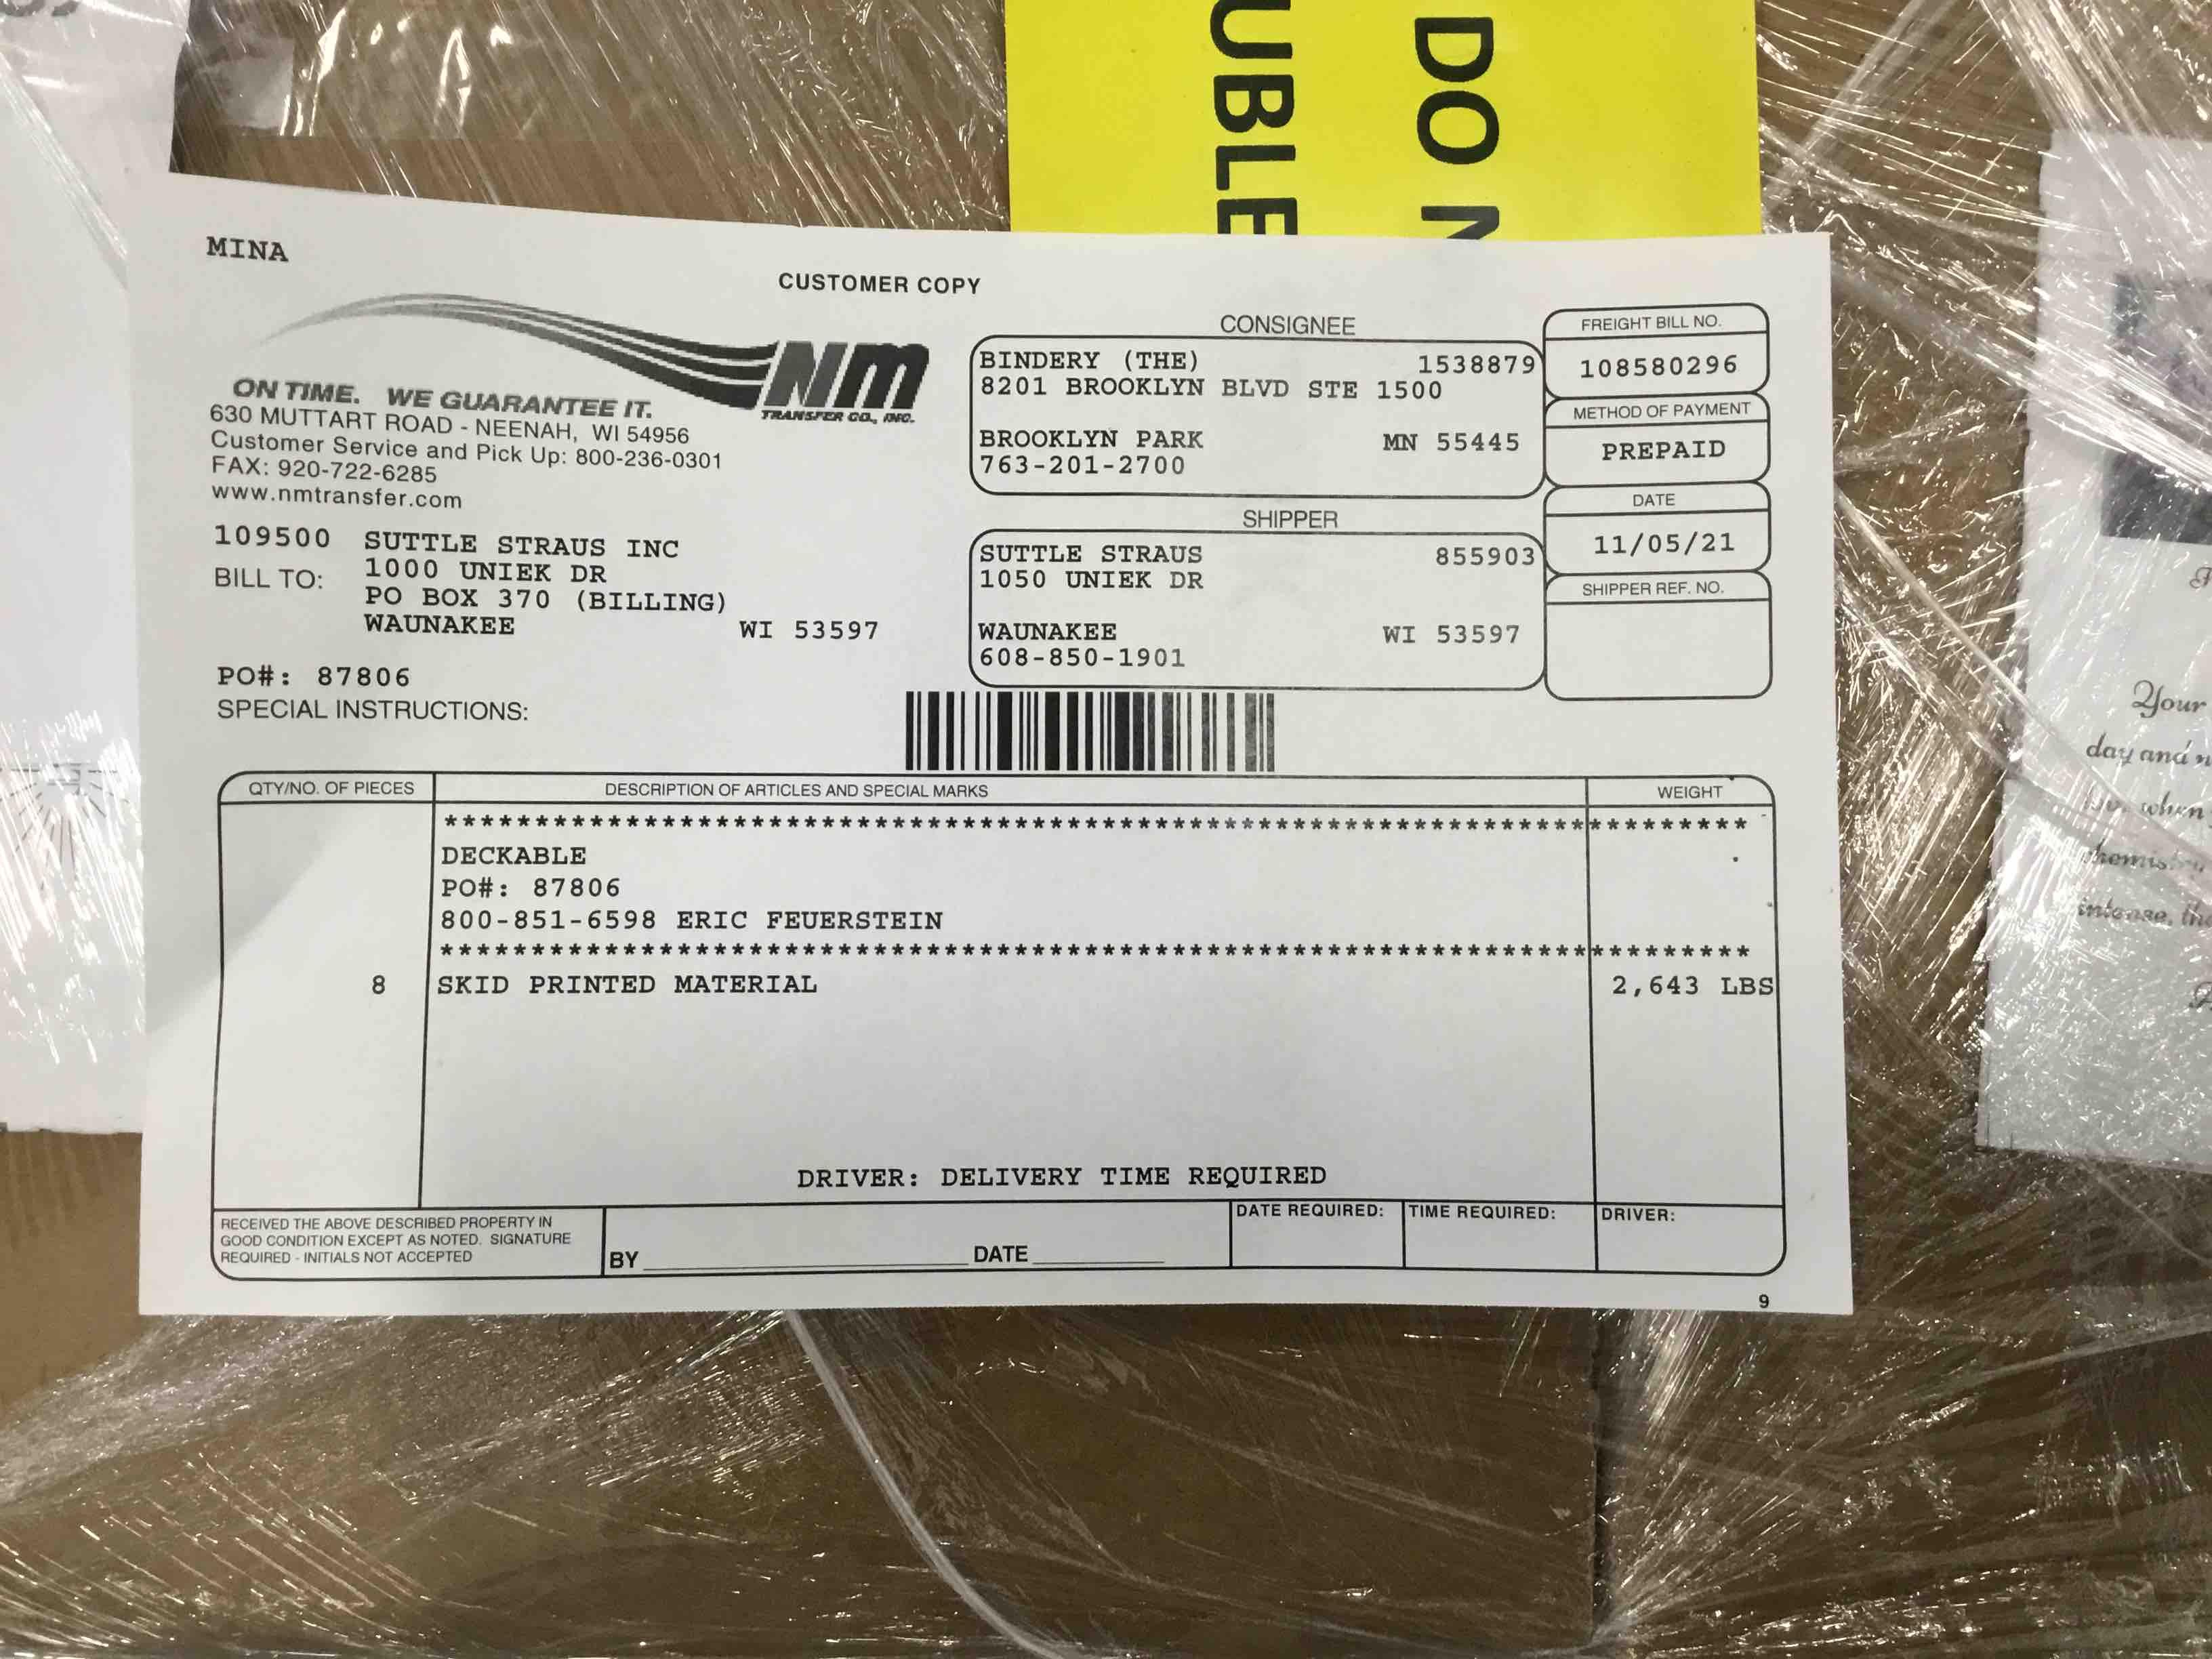 DO N
UBLE
MINA
CUSTOMER COPY
NM
TRANSFER CO., INC.
ON TIME. WE GUARANTEE IT.
630 MUTTART ROAD - NEENAH, WI 54956
Customer Service and Pick Up: 800-236-0301
FAX: 920-722-6285
www.nmtransfer.com
109500 SUTTLE STRAUS INC
BILL TO: 1000 UNIEK DR
PO BOX 370 (BILLING)
WAUNAKEE WI 53597
PO#: 87806
SPECIAL INSTRUCTIONS:
CONSIGNEE
BINDERY (THE) 1538879
8201 BROOKLYN BLVD STE 1500
BROOKLYN PARK MN 55445
763-201-2700
SHIPPER
SUTTLE STRAUS 855903
1050 UNIEK DR
WAUNAKEE WI 53597
608-850-1901
FREIGHT BILL NO.
108580296
METHOD OF PAYMENT
PREPAID
DATE
11/05/21
SHIPPER REF. NO.
QTY/NO. OF PIECES DESCRIPTION OF ARTICLES AND SPECIAL MARKS WEIGHT
DECKABLE
PO#: 87806
800-851-6598 ERIC FEUERSTEIN
8 SKID PRINTED MATERIAL 2,643 LBS
DRIVER: DELIVERY TIME REQUIRED
RECEIVED THE ABOVE DESCRIBED PROPERTY IN
GOOD CONDITION EXCEPT AS NOTED. SIGNATURE
REQUIRED - INITIALS NOT ACCEPTED
BY DATE
DATE REQUIRED: TIME REQUIRED: DRIVER:
9
Your
day and
when
intense,